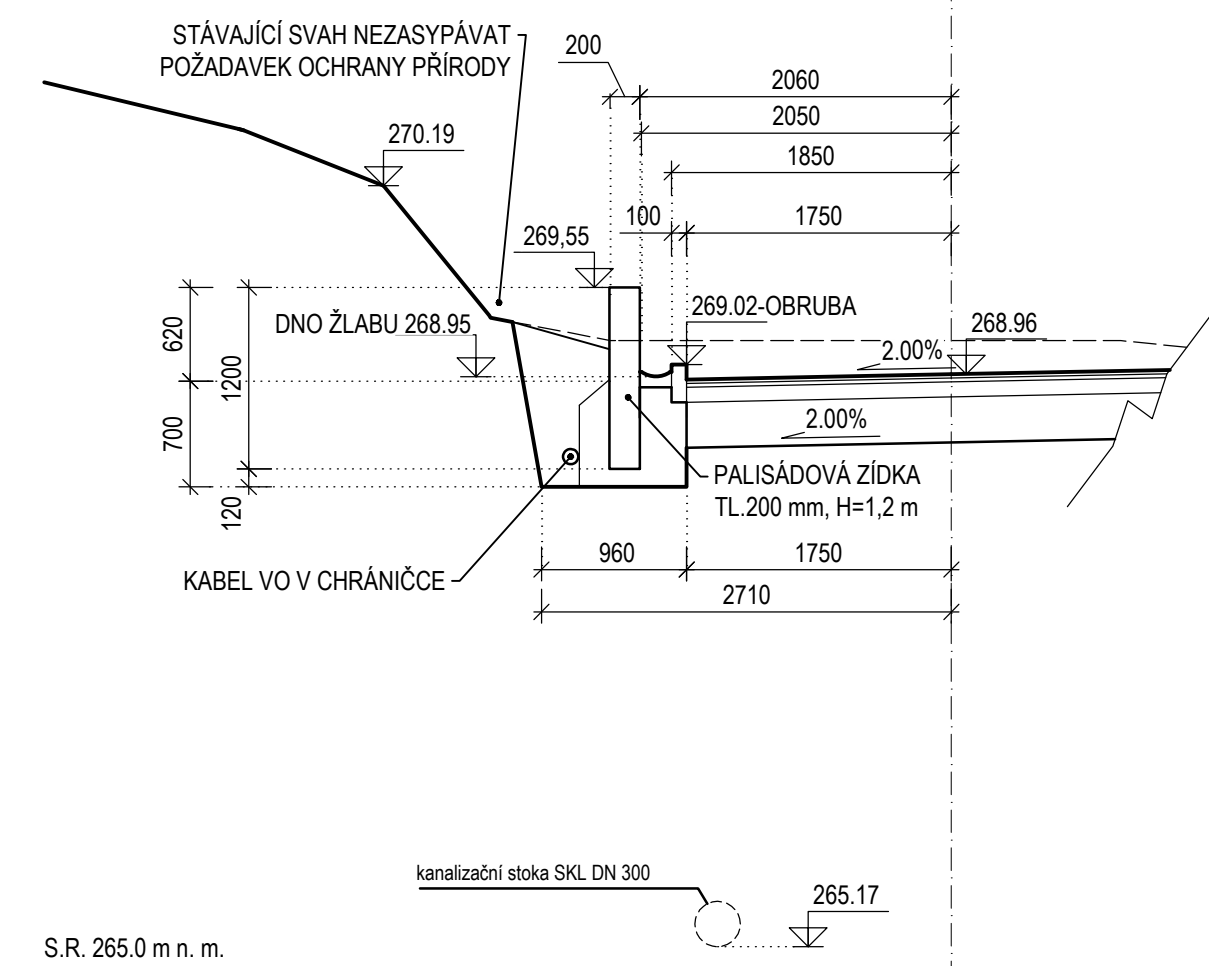 STÁVAJÍCÍ SVAH NEZASYPÁVAT
POŽADAVEK OCHRANY PŘÍRODY
200
2060
2050
270.19
1850
100
1750
269,55
269.02-OBRUBA
DNO ŽLABU 268.95
268.96
620
1200
2.00%
700
2.00%
PALISÁDOVÁ ZÍDKA
TL.200 mm, H=1,2 m
120
960
1750
KABEL VO V CHRÁNIČCE
2710
kanalizační stoka SKL DN 300
265.17
S.R. 265.0 m n. m.